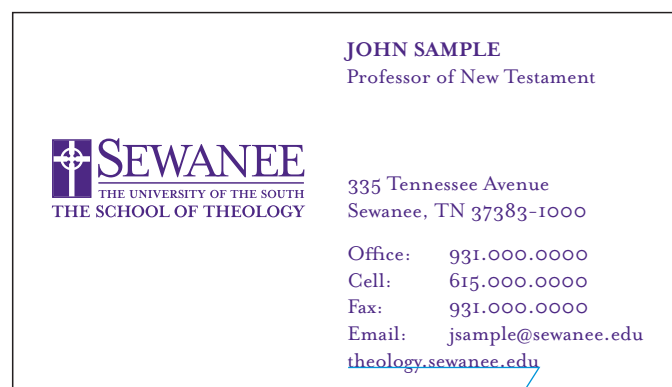 JOHN SAMPLE
Professor of New Testament
SEWANEE
THE UNIVERSITY OF THE SOUTH
THE SCHOOL OF THEOLOGY
335 Tennessee Avenue
Sewanee, TN 37383-1000
Office: 931.000.0000
Cell: 615.000.0000
Fax: 931.000.0000
Email: jsample@sewanee.edu
theology.sewanee.edu